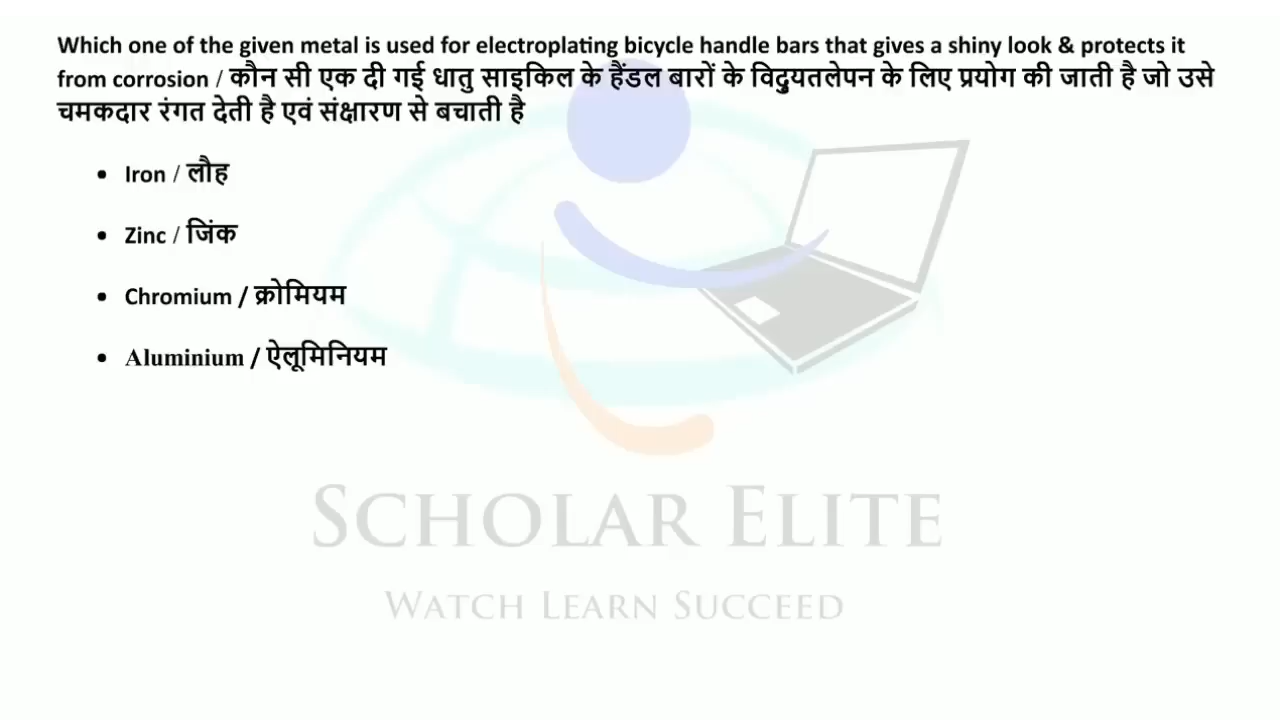 Which one of the given metal is used for electroplating bicycle handle bars that gives a shiny look & protects it
from corrosion / कौन सी एक दी गई धातु साइकिल के हैंडल बारों के विदुयतलेपन के लिए प्रयोग की जाती है जो उसे
चमकदार रंगत देती है एवं संक्षारण से बचाती है
• Iron / लौह
• Zinc / जिंक
• Chromium / क्रोमियम
• Aluminium / ऐलूमिनियम
SCHOLAR ELITE
WATCH LEARN SUCCEED